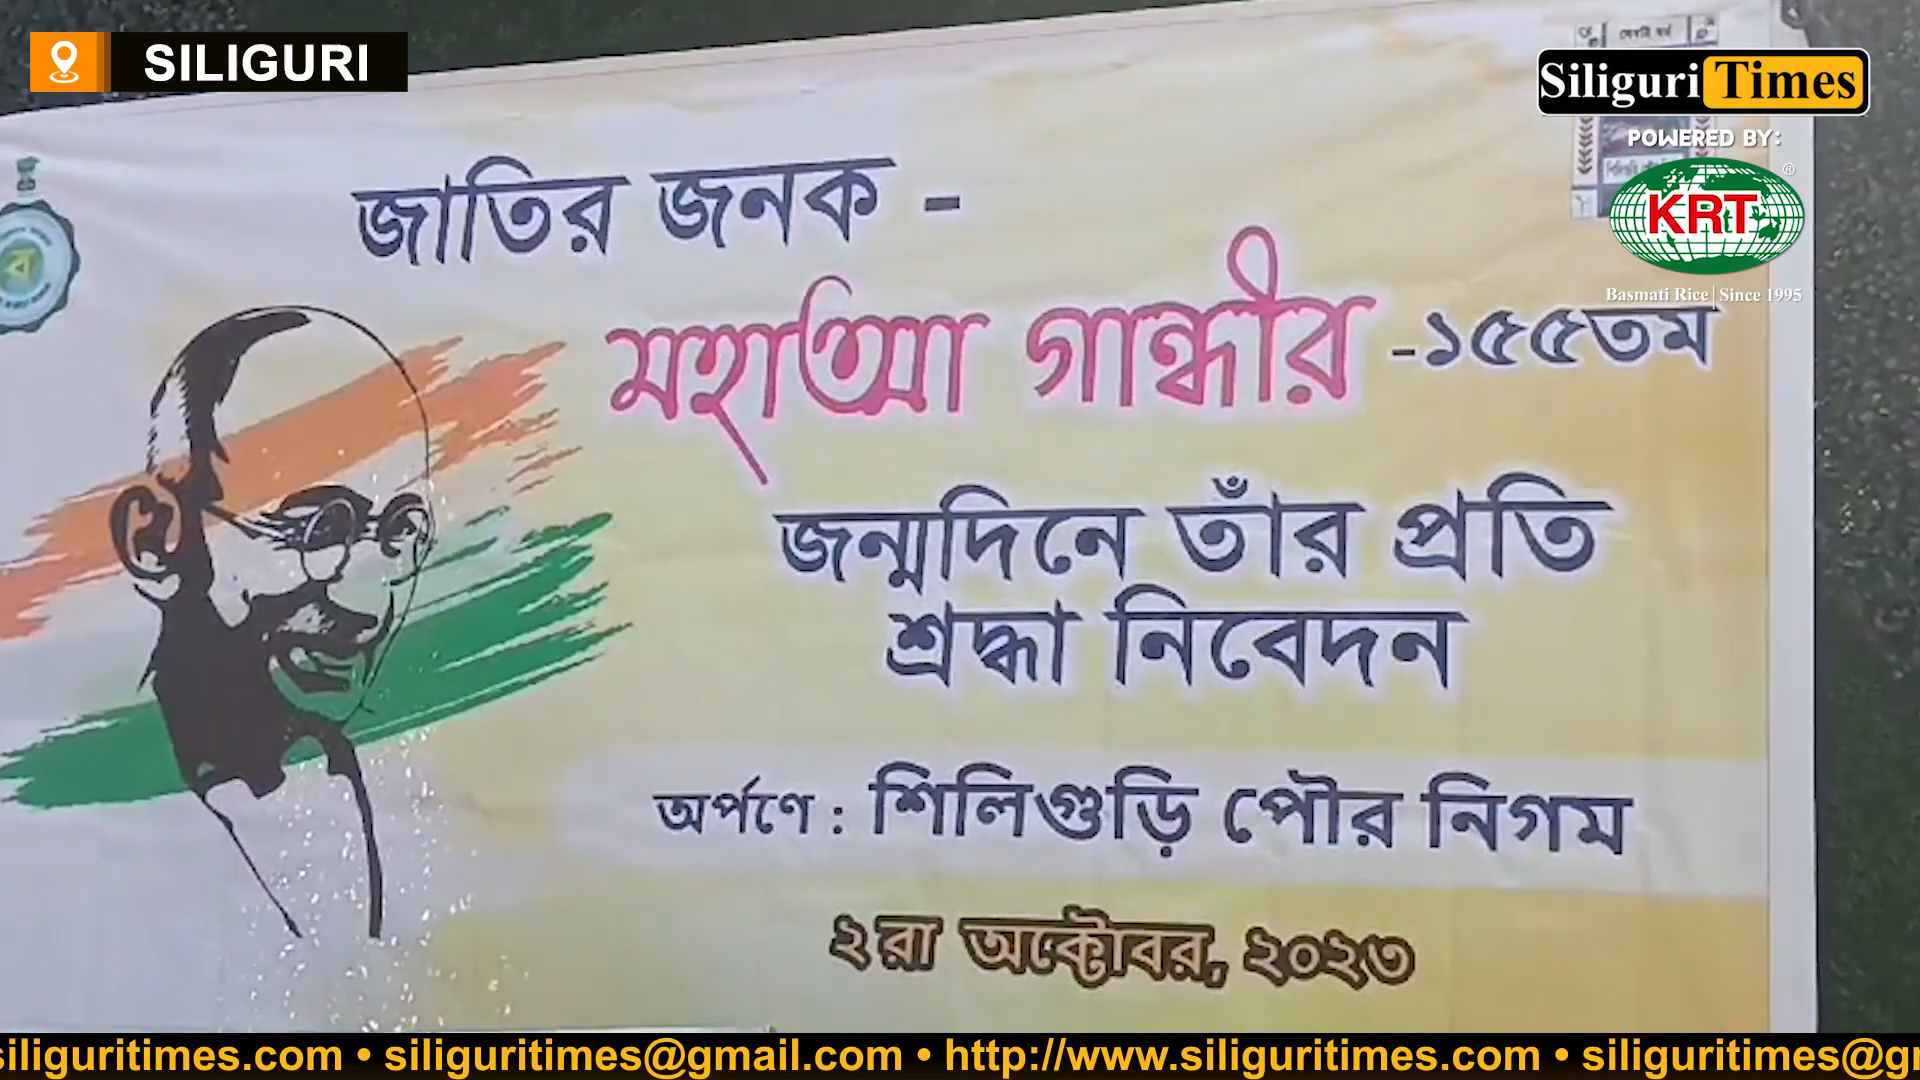 SILIGURI
Siliguri Times
POWERED BY:
KRT
Basmati Rice | Since 1995
জাতির জনক -
মহাত্মা গান্ধীর -১৫৫তম
জন্মদিনে তাঁর প্রতি
শ্রদ্ধা নিবেদন
অর্পণে : শিলিগুড়ি পৌর নিগম
২রা অক্টোবর, ২০২৩
siliguritimes.com • siliguritimes@gmail.com • http://www.siliguritimes.com • siliguritimes@gr